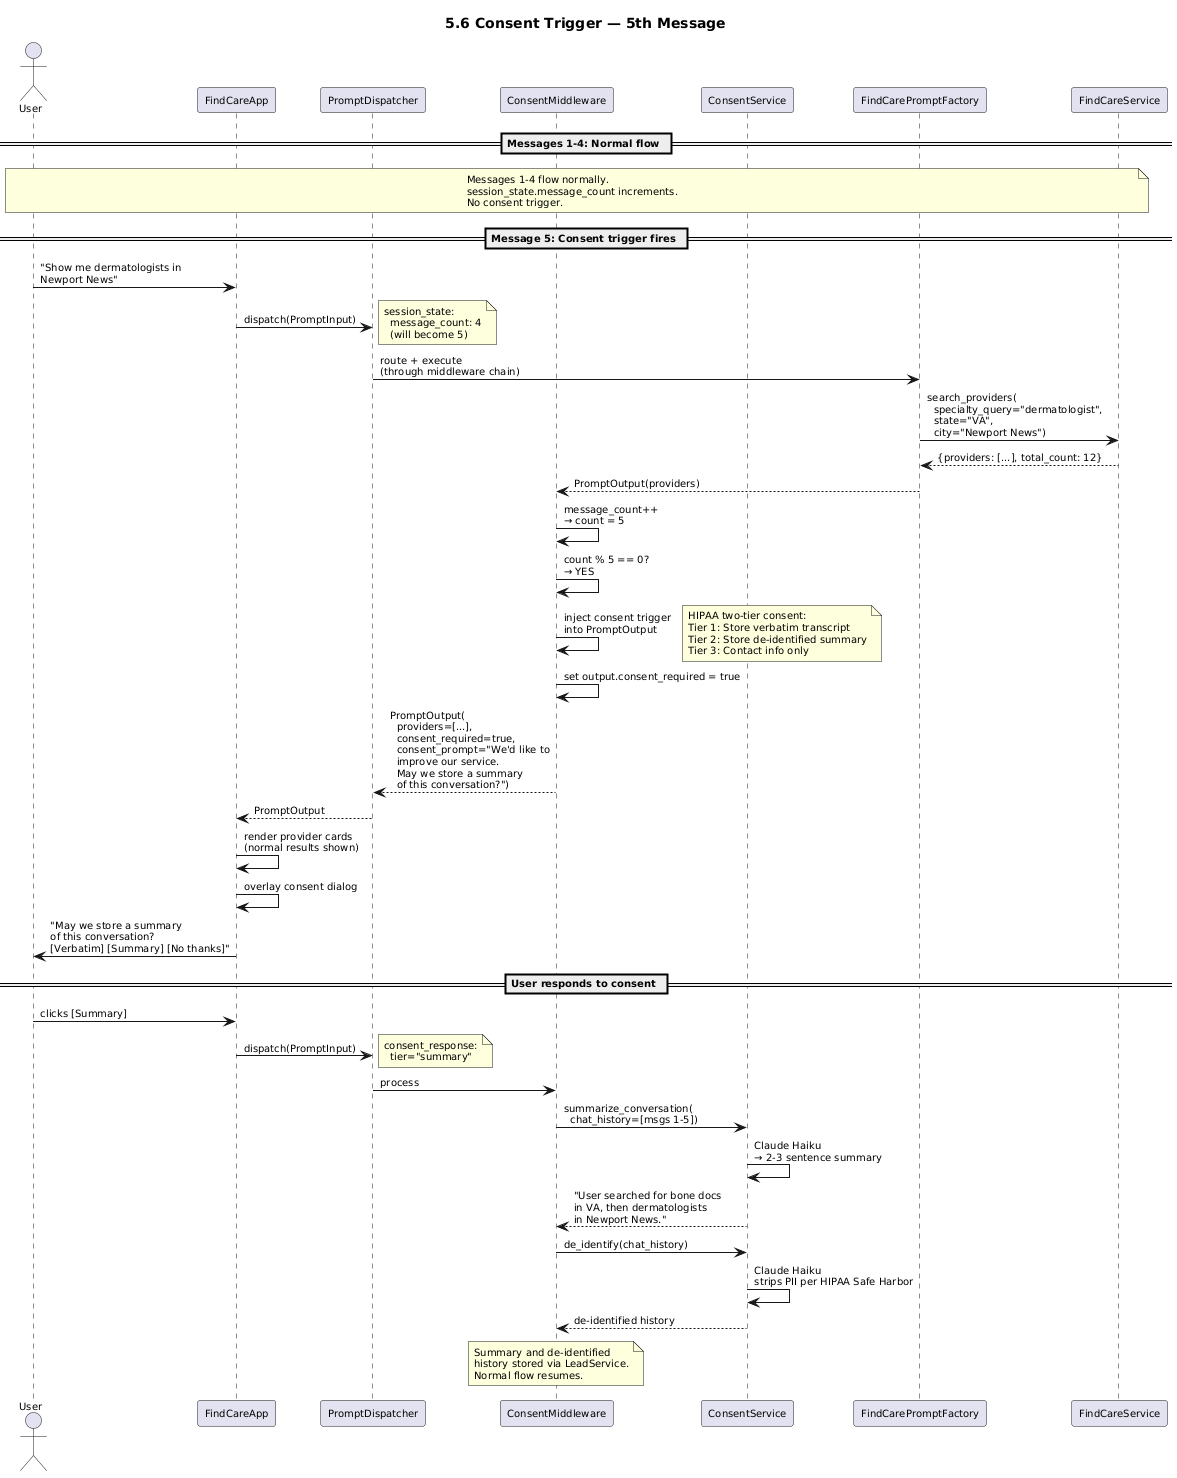 5.6 Consent Trigger — 5th Message
User
FindCareApp
PromptDispatcher
ConsentMiddleware
ConsentService
FindCarePromptFactory
FindCareService
Messages 1-4: Normal flow
Messages 1-4 flow normally.
session_state.message_count increments.
No consent trigger.
Message 5: Consent trigger fires
"Show me dermatologists in
Newport News"
dispatch(PromptInput)
session_state:
message_count: 4
(will become 5)
route + execute
(through middleware chain)
search_providers(
specialty_query="dermatologist",
state="VA",
city="Newport News")
{providers: [...], total_count: 12}
PromptOutput(providers)
message_count++
→ count = 5
count % 5 == 0?
→ YES
inject consent trigger
into PromptOutput
HIPAA two-tier consent:
Tier 1: Store verbatim transcript
Tier 2: Store de-identified summary
Tier 3: Contact info only
set output.consent_required = true
PromptOutput(
providers=[...],
consent_required=true,
consent_prompt="We'd like to
improve our service.
May we store a summary
of this conversation?")
PromptOutput
render provider cards
(normal results shown)
overlay consent dialog
"May we store a summary
of this conversation?
[Verbatim] [Summary] [No thanks]"
User responds to consent
clicks [Summary]
dispatch(PromptInput)
consent_response:
tier="summary"
process
summarize_conversation(
chat_history=[msgs 1-5])
Claude Haiku
→ 2-3 sentence summary
"User searched for bone docs
in VA, then dermatologists
in Newport News."
de_identify(chat_history)
Claude Haiku
strips PII per HIPAA Safe Harbor
de-identified history
Summary and de-identified
history stored via LeadService.
Normal flow resumes.
User
FindCareApp
PromptDispatcher
ConsentMiddleware
ConsentService
FindCarePromptFactory
FindCareService